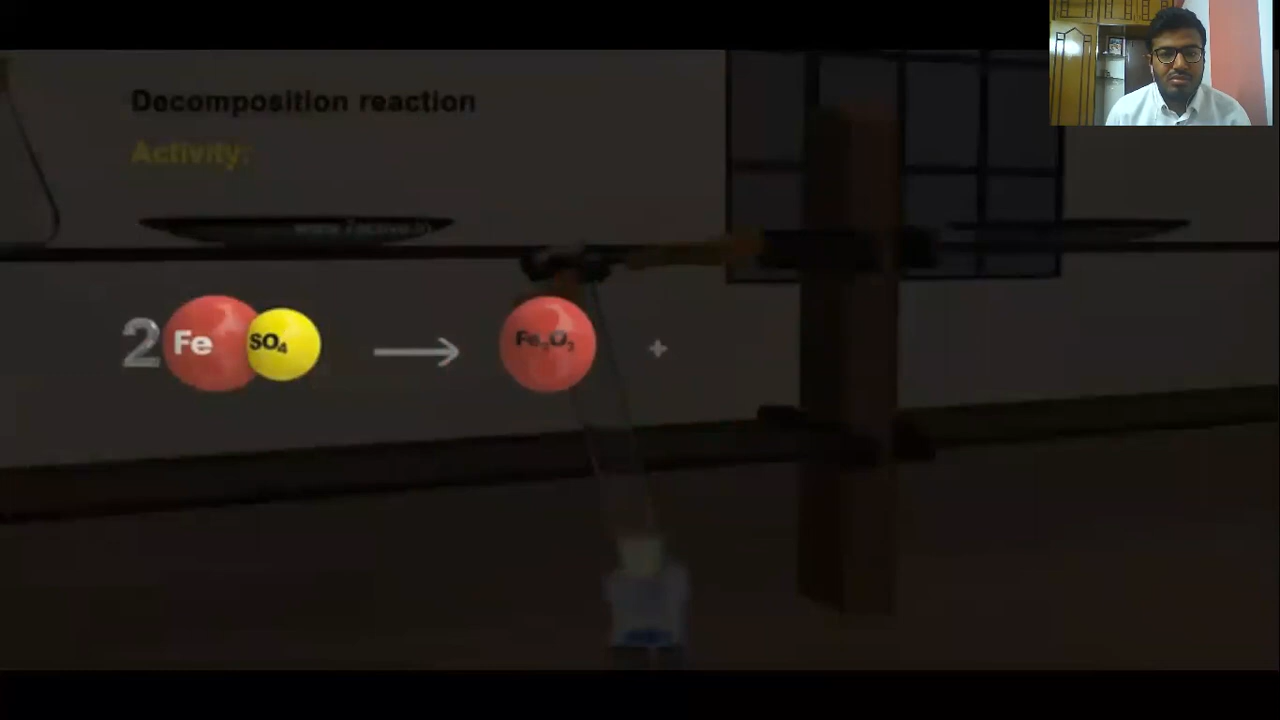 Decomposition reaction
Activity:
2 Fe SO₄ → Fe₂O₃ +